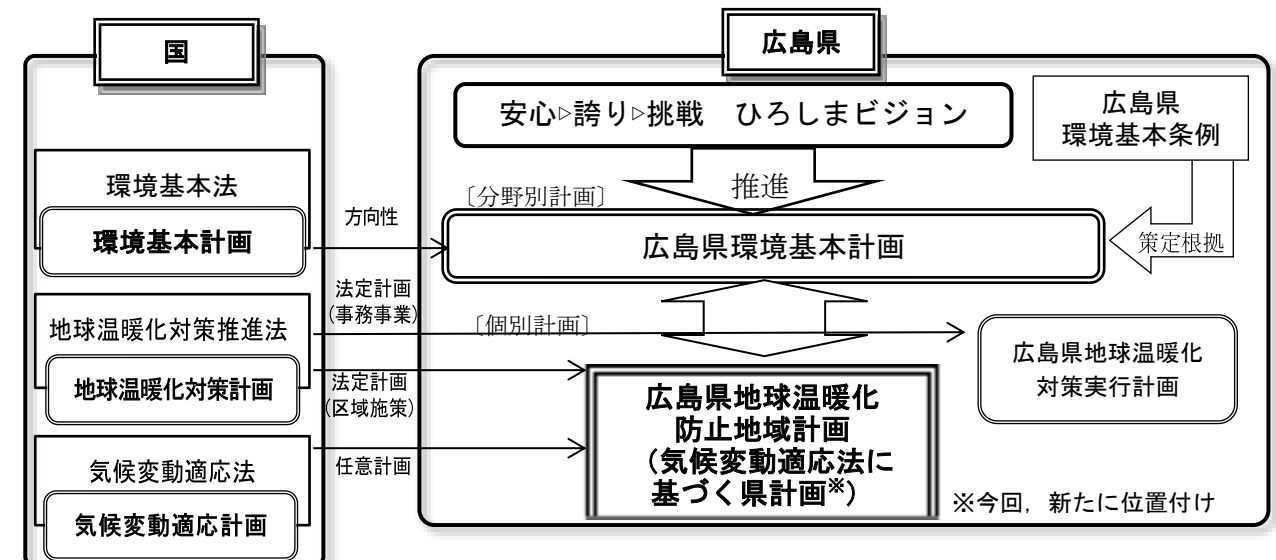 国
環境基本法
環境基本計画
地球温暖化対策推進法
地球温暖化対策計画
気候変動適応法
気候変動適応計画
方向性
法定計画
(事務事業)
法定計画
(区域施策)
任意計画
広島県
安心▷誇り▷挑戦　ひろしまビジョン
広島県
環境基本条例
推進
〔分野別計画〕
広島県環境基本計画
策定根拠
〔個別計画〕
広島県地球温暖化
対策実行計画
広島県地球温暖化
防止地域計画
（気候変動適応法に
基づく県計画※）
※今回，新たに位置付け